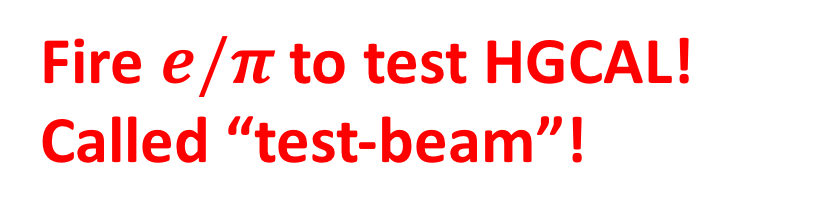 Fire 𝑒/𝜋 to test HGCAL!
Called “test-beam”!